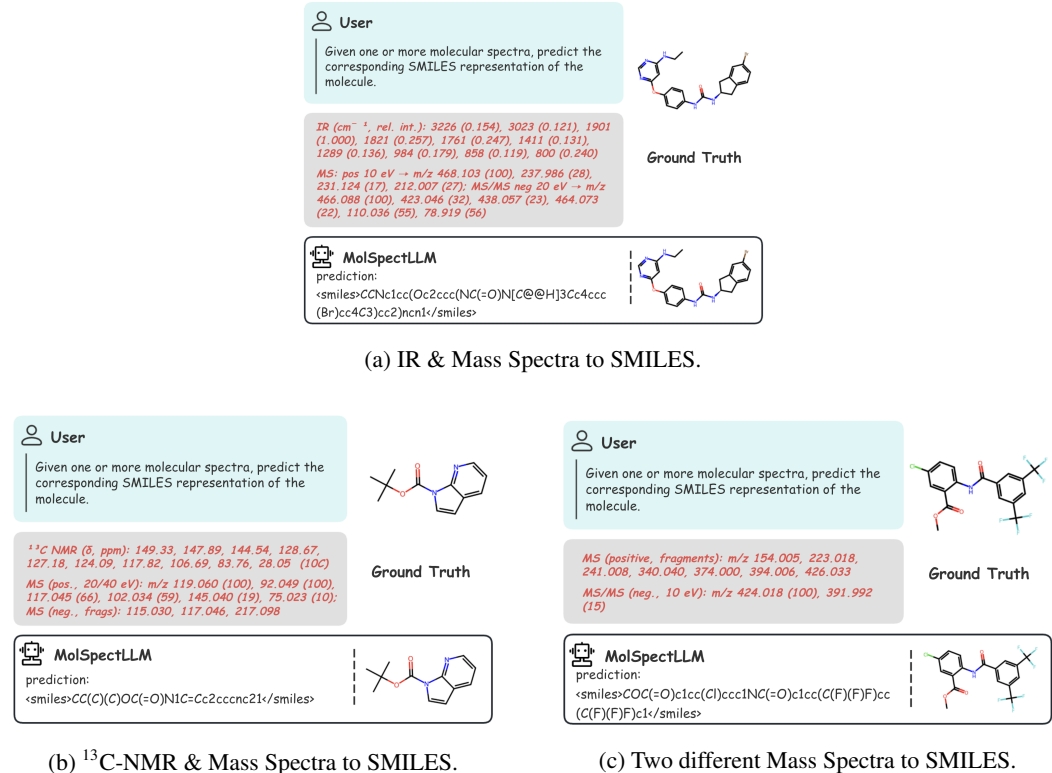 User
Given one or more molecular spectra, predict the
corresponding SMILES representation of the
molecule.
IR (cm⁻ ¹, rel. int.): 3226 (0.154), 3023 (0.121), 1901
(1.000), 1821 (0.257), 1761 (0.247), 1411 (0.131),
1289 (0.136), 984 (0.179), 858 (0.119), 800 (0.240)
MS: pos 10 eV → m/z 468.103 (100), 237.986 (28),
231.124 (17), 212.007 (27); MS/MS neg 20 eV → m/z
466.088 (100), 423.046 (32), 438.057 (23), 464.073
(22), 110.036 (55), 78.919 (56)
Ground Truth
MolSpectLLM
prediction:
<smiles>CCNc1cc(Oc2ccc(NC(=O)N[C@@H]3Cc4ccc
(Br)cc4C3)cc2)ncn1</smiles>
(a) IR & Mass Spectra to SMILES.
User
Given one or more molecular spectra, predict the
corresponding SMILES representation of the
molecule.
¹³C NMR (δ, ppm): 149.33, 147.89, 144.54, 128.67,
127.18, 124.09, 117.82, 106.69, 83.76, 28.05 (10C)
MS (pos., 20/40 eV): m/z 119.060 (100), 92.049 (100),
117.045 (66), 102.034 (59), 145.040 (19), 75.023 (10);
MS (neg., frags): 115.030, 117.046, 217.098
Ground Truth
MolSpectLLM
prediction:
<smiles>CC(C)(C)OC(=O)N1C=Cc2cccnc21</smiles>
(b) ¹³C-NMR & Mass Spectra to SMILES.
User
Given one or more molecular spectra, predict the
corresponding SMILES representation of the
molecule.
MS (positive, fragments): m/z 154.005, 223.018,
241.008, 340.040, 374.000, 394.006, 426.033
MS/MS (neg., 10 eV): m/z 424.018 (100), 391.992
(15)
Ground Truth
MolSpectLLM
prediction:
<smiles>COC(=O)c1cc(Cl)ccc1NC(=O)c1cc(C(F)(F)F)cc
(C(F)(F)F)c1</smiles>
(c) Two different Mass Spectra to SMILES.